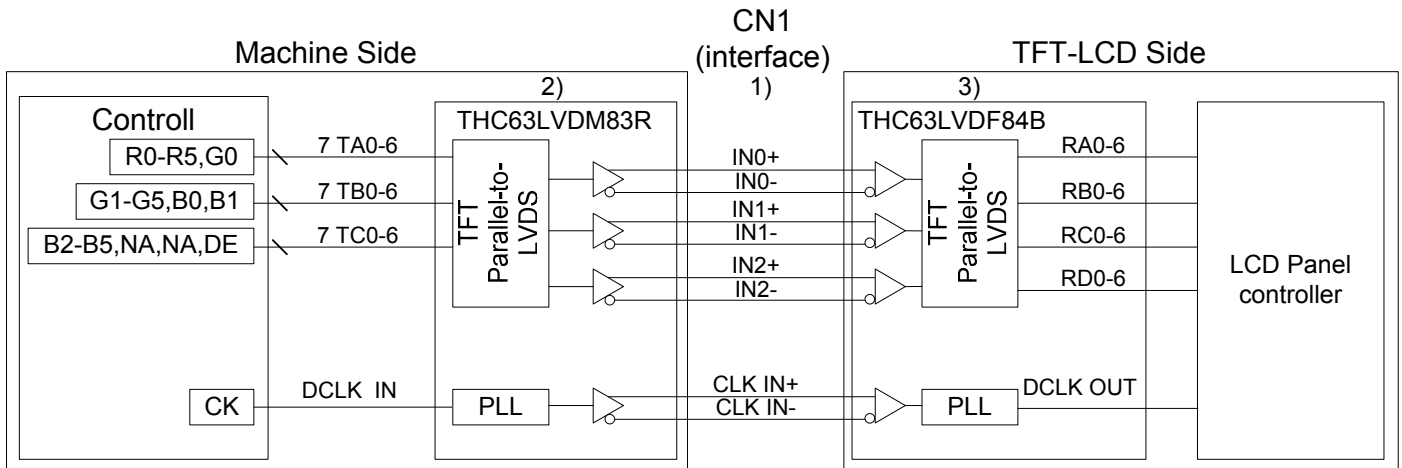 CN1
(interface)
1)
Machine Side
TFT-LCD Side
Controll
R0-R5,G0
G1-G5,B0,B1
B2-B5,NA,NA,DE
CK
7 TA0-6
7 TB0-6
7 TC0-6
DCLK IN
2)
THC63LVDM83R
TFT
Parallel-to-
LVDS
PLL
IN0+
IN0-
IN1+
IN1-
IN2+
IN2-
CLK IN+
CLK IN-
3)
THC63LVDF84B
TFT
Parallel-to-
LVDS
PLL
RA0-6
RB0-6
RC0-6
RD0-6
DCLK OUT
LCD Panel
controller